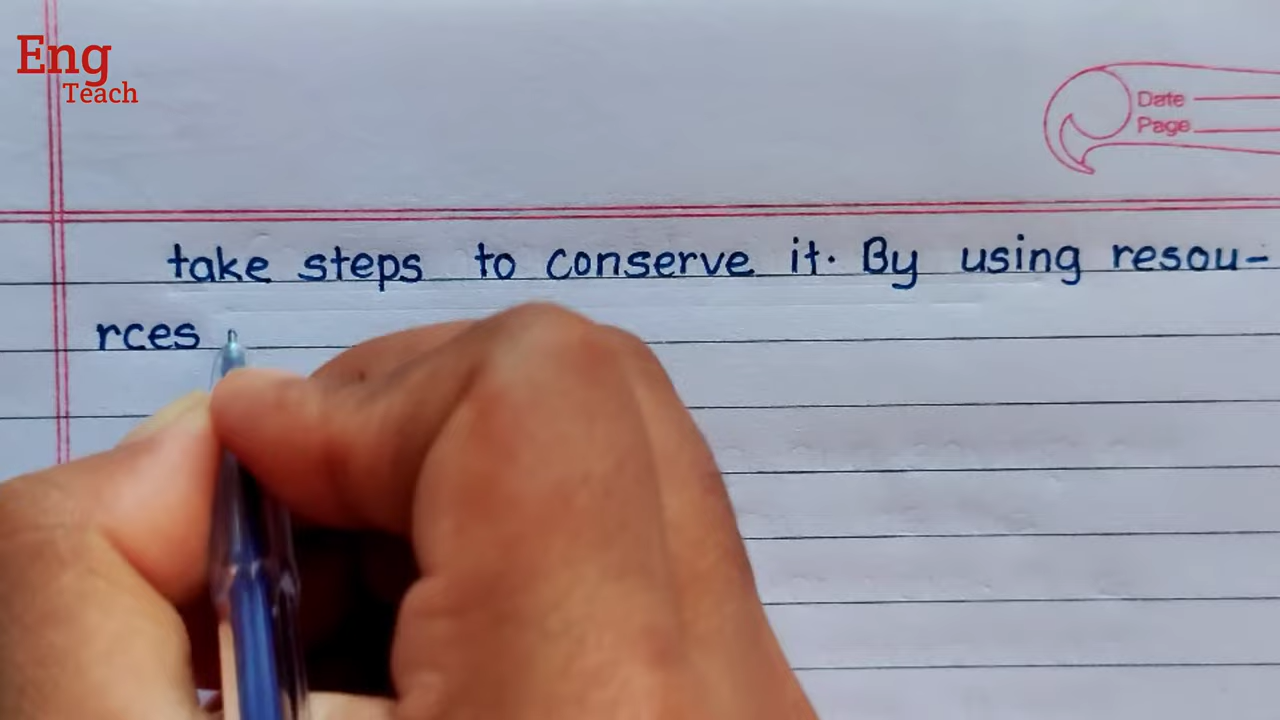 Eng
Teach
Date
Page
take steps to conserve it. By using resou-
rces